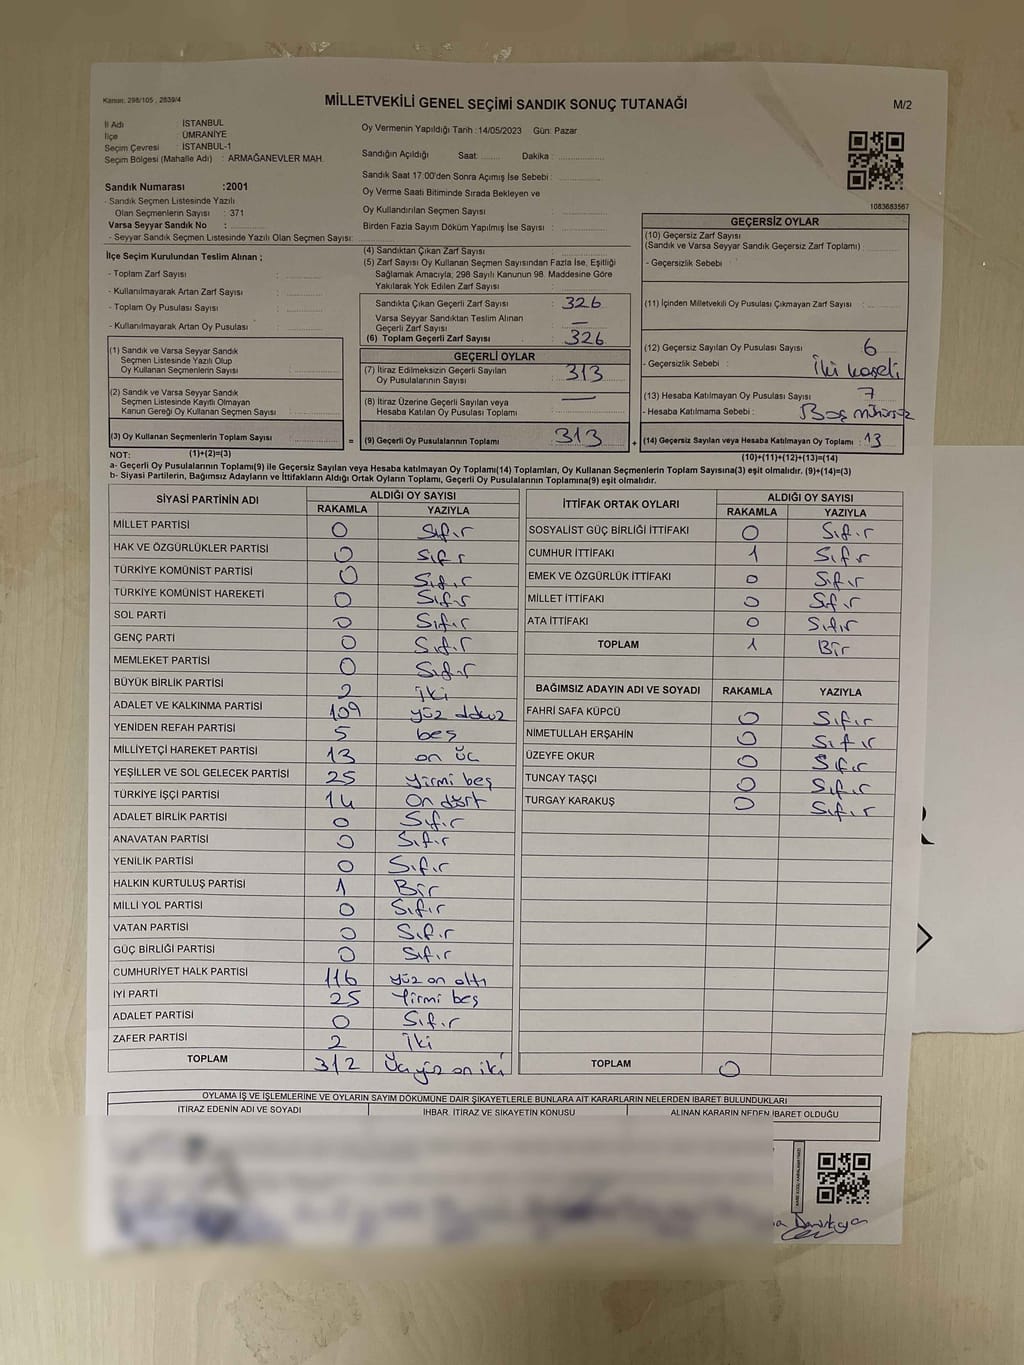 Kanun: 298/105 , 2839/4
MİLLETVEKİLİ GENEL SEÇİMİ SANDIK SONUÇ TUTANAĞI
M/2
İl Adı : İSTANBUL
İlçe : ÜMRANİYE
Seçim Çevresi : İSTANBUL-1
Seçim Bölgesi (Mahalle Adı) : ARMAĞANEVLER MAH.
Sandık Numarası :2001
- Sandık Seçmen Listesinde Yazılı
Olan Seçmenlerin Sayısı : 371
Varsa Seyyar Sandık No :
- Seyyar Sandık Seçmen Listesinde Yazılı Olan Seçmen Sayısı:
Oy Vermenin Yapıldığı Tarih : 14/05/2023 Gün: Pazar
Sandığın Açıldığı Saat: Dakika :
Sandık Saat 17:00'den Sonra Açılmış İse Sebebi :
Oy Verme Saati Bitiminde Sırada Bekleyen ve
Oy Kullandırılan Seçmen Sayısı :
Birden Fazla Sayım Döküm Yapılmış İse Sayısı :
1083683567
İlçe Seçim Kurulundan Teslim Alınan ;
- Toplam Zarf Sayısı :
- Kullanılmayarak Artan Zarf Sayısı :
- Toplam Oy Pusulası Sayısı :
- Kullanılmayarak Artan Oy Pusulası :
(1) Sandık ve Varsa Seyyar Sandık
Seçmen Listesinde Yazılı Olup
Oy Kullanan Seçmenlerin Sayısı :
(2) Sandık ve Varsa Seyyar Sandık
Seçmen Listesinde Kayıtlı Olmayan
Kanun Gereği Oy Kullanan Seçmen Sayısı :
(3) Oy Kullanan Seçmenlerin Toplam Sayısı :
(1)+(2)=(3)
(4) Sandıktan Çıkan Zarf Sayısı :
(5) Zarf Sayısı Oy Kullanan Seçmen Sayısından Fazla İse, Eşitliği
Sağlamak Amacıyla; 298 Sayılı Kanunun 98. Maddesine Göre
Yakılarak Yok Edilen Zarf Sayısı :
Sandıkta Çıkan Geçerli Zarf Sayısı : 326
Varsa Seyyar Sandıktan Teslim Alınan
Geçerli Zarf Sayısı : —
(6) Toplam Geçerli Zarf Sayısı : 326
GEÇERLİ OYLAR
(7) İtiraz Edilmeksizin Geçerli Sayılan
Oy Pusulalarının Sayısı : 313
(8) İtiraz Üzerine Geçerli Sayılan veya
Hesaba Katılan Oy Pusulası Toplamı : —
= (9) Geçerli Oy Pusulalarının Toplamı : 313 +
GEÇERSİZ OYLAR
(10) Geçersiz Zarf Sayısı
(Sandık ve Varsa Seyyar Sandık Geçersiz Zarf Toplamı) :
- Geçersizlik Sebebi :
(11) İçinden Milletvekili Oy Pusulası Çıkmayan Zarf Sayısı :
(12) Geçersiz Sayılan Oy Pusulası Sayısı : 6
- Geçersizlik Sebebi : İki kaşeli
(13) Hesaba Katılmayan Oy Pusulası Sayısı : 7
- Hesaba Katılmama Sebebi : Boş mühürsüz
(14) Geçersiz Sayılan veya Hesaba Katılmayan Oy Toplamı : 13
(10)+(11)+(12)+(13)=(14)
NOT:
a- Geçerli Oy Pusulalarının Toplamı(9) ile Geçersiz Sayılan veya Hesaba katılmayan Oy Toplamı(14) Toplamları, Oy Kullanan Seçmenlerin Toplam Sayısına(3) eşit olmalıdır. (9)+(14)=(3)
b- Siyasi Partilerin, Bağımsız Adayların ve İttifakların Aldığı Ortak Oyların Toplamı, Geçerli Oy Pusulalarının Toplamına(9) eşit olmalıdır.
SİYASİ PARTİNİN ADI ALDIĞI OY SAYISI
RAKAMLA YAZIYLA
MİLLET PARTİSİ 0 Sıfır
HAK VE ÖZGÜRLÜKLER PARTİSİ 0 Sıfır
TÜRKİYE KOMÜNİST PARTİSİ 0 Sıfır
TÜRKİYE KOMÜNİST HAREKETİ 0 Sıfır
SOL PARTİ 0 Sıfır
GENÇ PARTİ 0 Sıfır
MEMLEKET PARTİSİ 0 Sıfır
BÜYÜK BİRLİK PARTİSİ 2 iki
ADALET VE KALKINMA PARTİSİ 109 yüz dokuz
YENİDEN REFAH PARTİSİ 5 beş
MİLLİYETÇİ HAREKET PARTİSİ 13 on üç
YEŞİLLER VE SOL GELECEK PARTİSİ 25 yirmi beş
TÜRKİYE İŞÇİ PARTİSİ 14 On dört
ADALET BİRLİK PARTİSİ 0 Sıfır
ANAVATAN PARTİSİ 0 Sıfır
YENİLİK PARTİSİ 0 Sıfır
HALKIN KURTULUŞ PARTİSİ 1 Bir
MİLLİ YOL PARTİSİ 0 Sıfır
VATAN PARTİSİ 0 Sıfır
GÜÇ BİRLİĞİ PARTİSİ 0 Sıfır
CUMHURİYET HALK PARTİSİ 116 yüz on altı
İYİ PARTİ 25 Yirmi beş
ADALET PARTİSİ 0 Sıfır
ZAFER PARTİSİ 2 İki
TOPLAM 312 Üçyüz on iki
İTTİFAK ORTAK OYLARI ALDIĞI OY SAYISI
RAKAMLA YAZIYLA
SOSYALİST GÜÇ BİRLİĞİ İTTİFAKI 0 Sıfır
CUMHUR İTTİFAKI 1 Sıfır
EMEK VE ÖZGÜRLÜK İTTİFAKI 0 Sıfır
MİLLET İTTİFAKI 0 Sıfır
ATA İTTİFAKI 0 Sıfır
TOPLAM 1 Bir
BAĞIMSIZ ADAYIN ADI VE SOYADI RAKAMLA YAZIYLA
FAHRİ SAFA KÜPCÜ 0 Sıfır
NİMETULLAH ERŞAHİN 0 Sıfır
ÜZEYFE OKUR 0 Sıfır
TUNCAY TAŞÇI 0 Sıfır
TURGAY KARAKUŞ 0 Sıfır
TOPLAM 0
OYLAMA İŞ VE İŞLEMLERİNE VE OYLARIN SAYIM DÖKÜMÜNE DAİR ŞİKAYETLERLE BUNLARA AİT KARARLARIN NELERDEN İBARET BULUNDUKLARI
İTİRAZ EDENİN ADI VE SOYADI İHBAR, İTİRAZ VE ŞİKAYETİN KONUSU ALINAN KARARIN NEDEN İBARET OLDUĞU